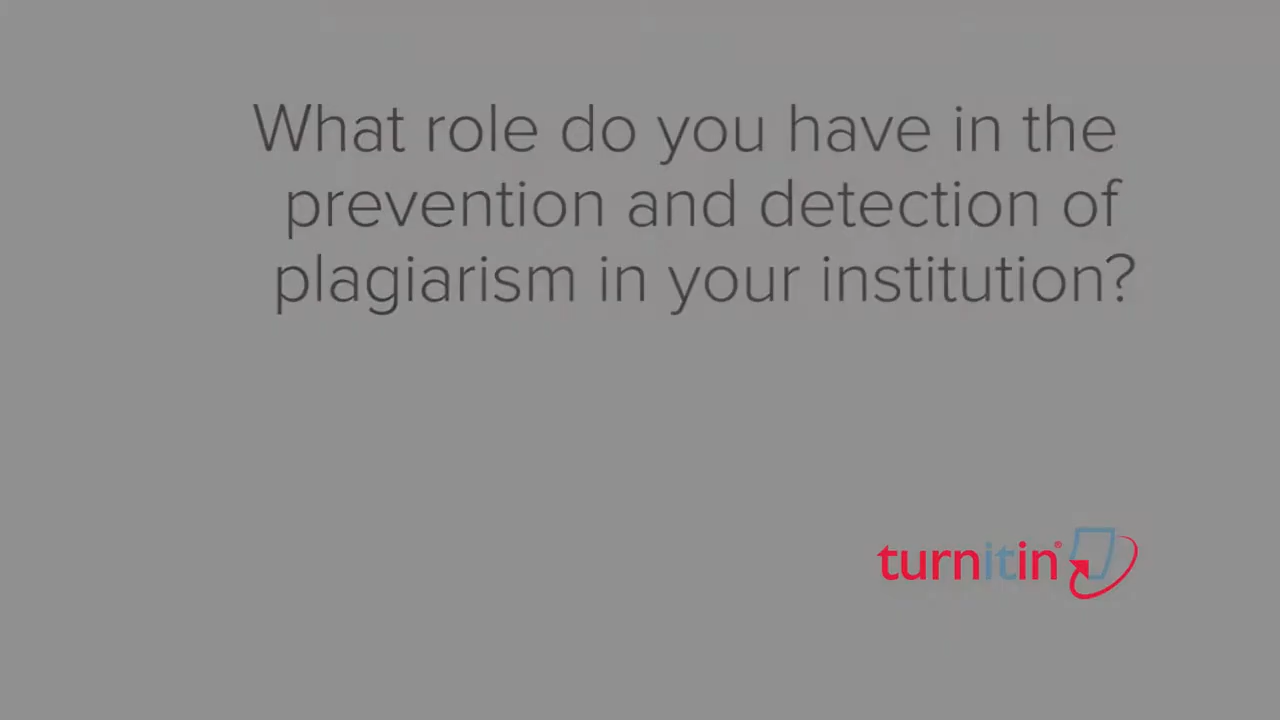 What role do you have in the
prevention and detection of
plagiarism in your institution?
turnitin®